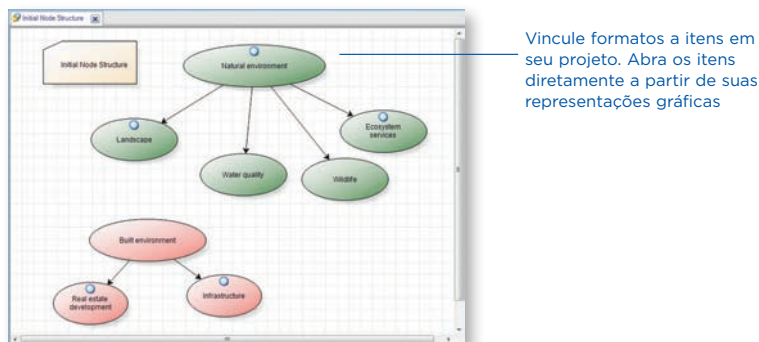 Initial Node Structure
Initial Node Structure
Natural environment
Landscape
Ecosystem
services
Water quality
Wildlife
Built environment
Real estate
development
Infrastructure
Vincule formatos a itens em
seu projeto. Abra os itens
diretamente a partir de suas
representações gráficas